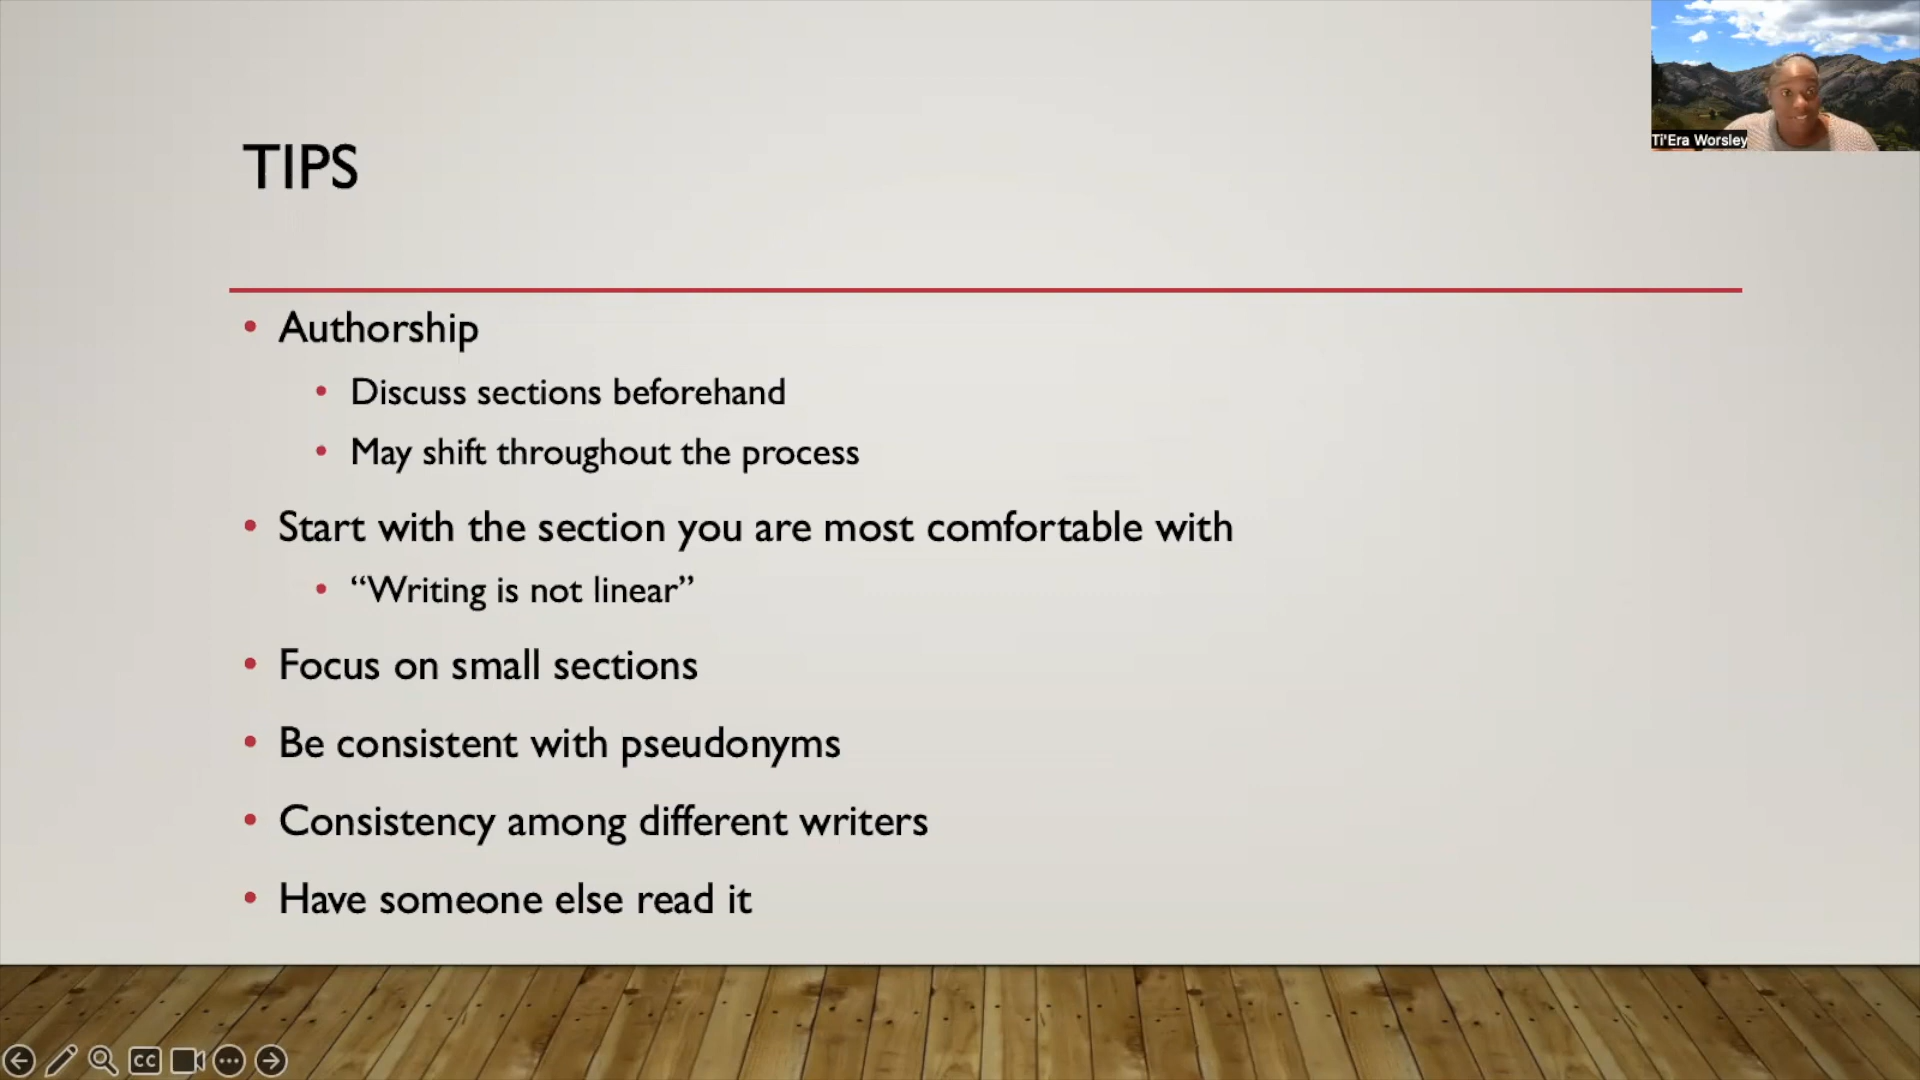 Ti'Era Worsley
TIPS
• Authorship
• Discuss sections beforehand
• May shift throughout the process
• Start with the section you are most comfortable with
• “Writing is not linear”
• Focus on small sections
• Be consistent with pseudonyms
• Consistency among different writers
• Have someone else read it
CC